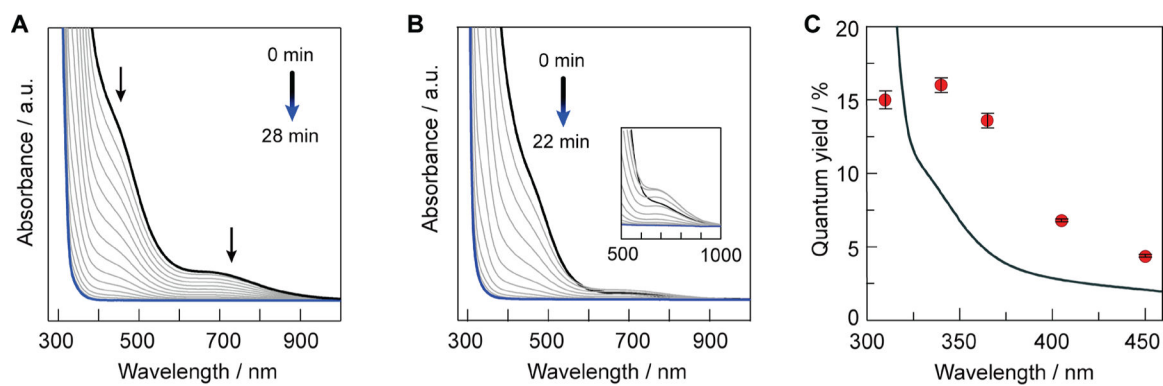 A
0 min
28 min
Absorbance / a.u.
300 500 700 900
Wavelength / nm
B
0 min
22 min
500 1000
Absorbance / a.u.
300 500 700 900
Wavelength / nm
C
20
15
10
5
0
Quantum yield / %
350 400 450
Wavelength / nm